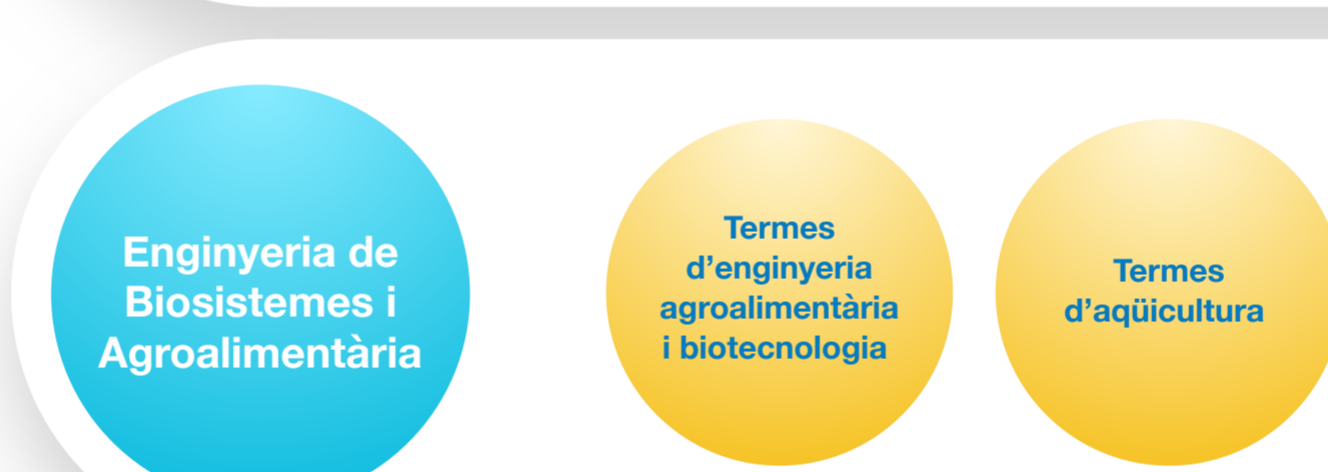 Enginyeria de
Biosistemes i
Agroalimentària
Termes
d’enginyeria
agroalimentària
i biotecnologia
Termes
d’aqüicultura